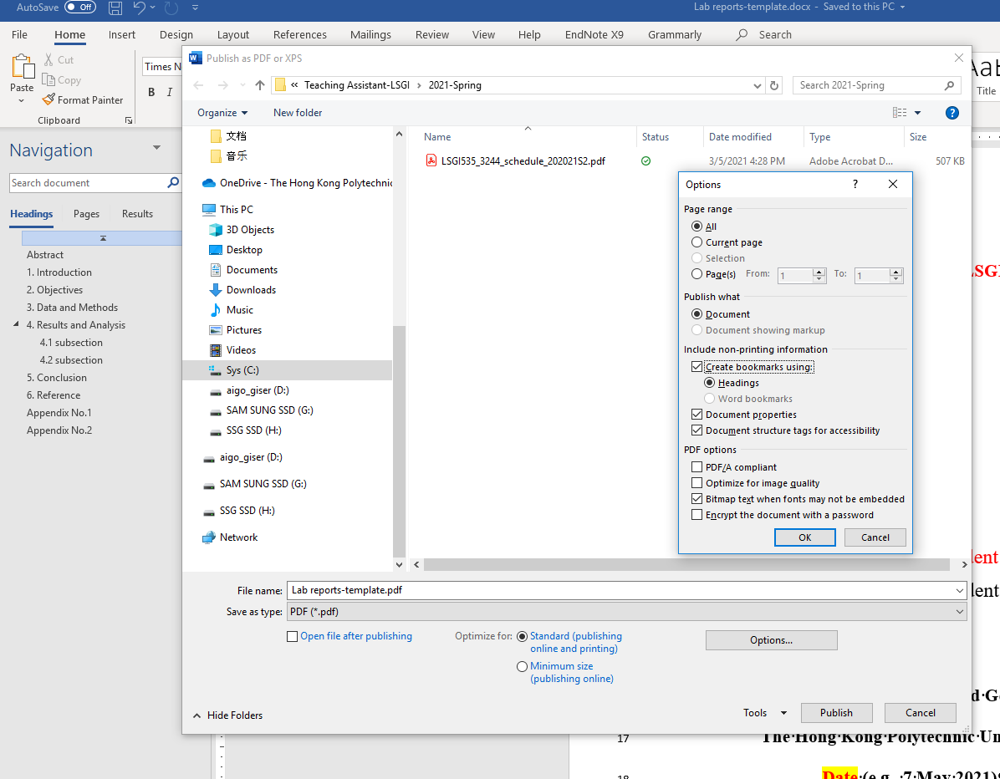 AutoSave Off
Lab reports-template.docx - Saved to this PC
File Home Insert Design Layout References Mailings Review View Help EndNote X9 Grammarly Search
Paste
Cut
Copy
Format Painter
Clipboard
Times N
B I
Title
Navigation
Search document
Headings Pages Results
Abstract
1. Introduction
2. Objectives
3. Data and Methods
4. Results and Analysis
4.1 subsection
4.2 subsection
5. Conclusion
6. Reference
Appendix No.1
Appendix No.2
Publish as PDF or XPS
« Teaching Assistant-LSGI › 2021-Spring
Search 2021-Spring
Organize New folder
文档
音乐
OneDrive - The Hong Kong Polytechnic
This PC
3D Objects
Desktop
Documents
Downloads
Music
Pictures
Videos
Sys (C:)
aigo_giser (D:)
SAM SUNG SSD (G:)
SSG SSD (H:)
aigo_giser (D:)
SAM SUNG SSD (G:)
SSG SSD (H:)
Network
Name Status Date modified Type Size
LSGI535_3244_schedule_202021S2.pdf 3/5/2021 4:28 PM Adobe Acrobat D... 507 KB
Options ?
Page range
All
Current page
Selection
Page(s) From: 1 To: 1
Publish what
Document
Document showing markup
Include non-printing information
Create bookmarks using:
Headings
Word bookmarks
Document properties
Document structure tags for accessibility
PDF options
PDF/A compliant
Optimize for image quality
Bitmap text when fonts may not be embedded
Encrypt the document with a password
OK Cancel
File name: Lab reports-template.pdf
Save as type: PDF (*.pdf)
Open file after publishing
Optimize for: Standard (publishing
online and printing)
Minimum size
(publishing online)
Options...
Hide Folders
Tools Publish Cancel
LSGI
dent
dent
d·G
17 The·Hong·Kong·Polytechnic·Un
18 Date·(e.g.,·7·May·2021)